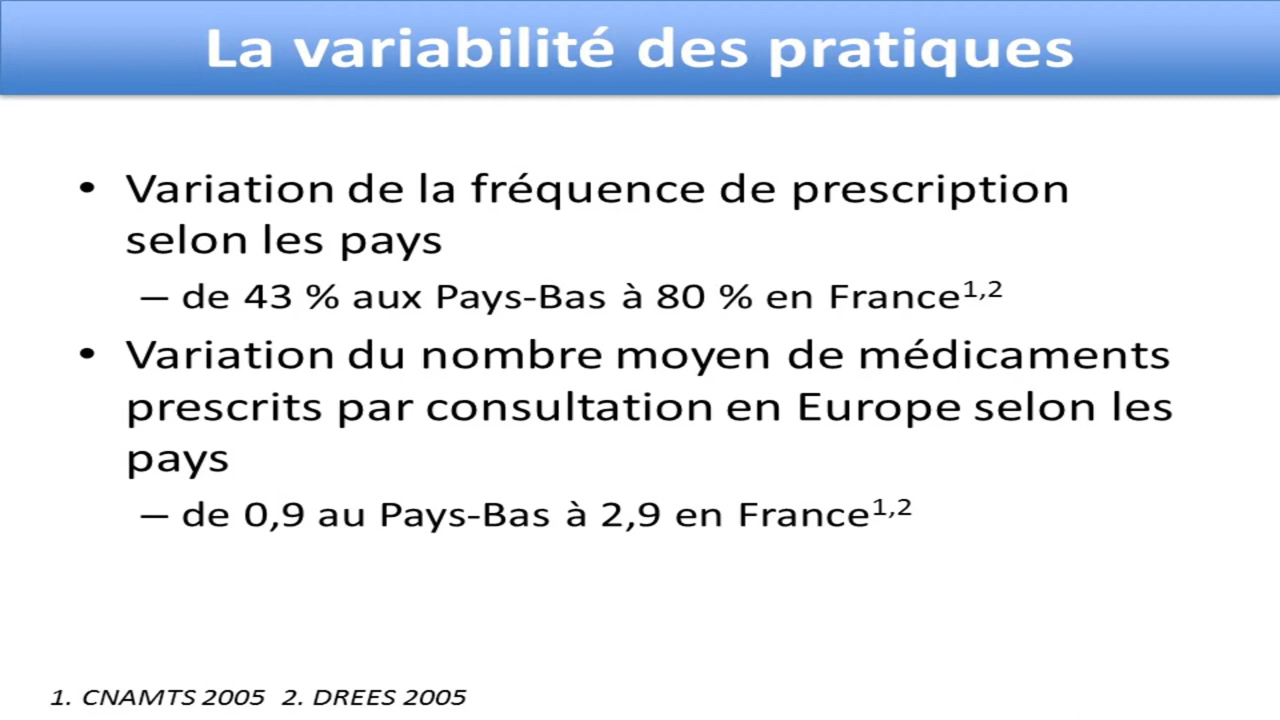 La variabilité des pratiques
• Variation de la fréquence de prescription
selon les pays
– de 43 % aux Pays-Bas à 80 % en France¹,²
• Variation du nombre moyen de médicaments
prescrits par consultation en Europe selon les
pays
– de 0,9 au Pays-Bas à 2,9 en France¹,²
1. CNAMTS 2005 2. DREES 2005